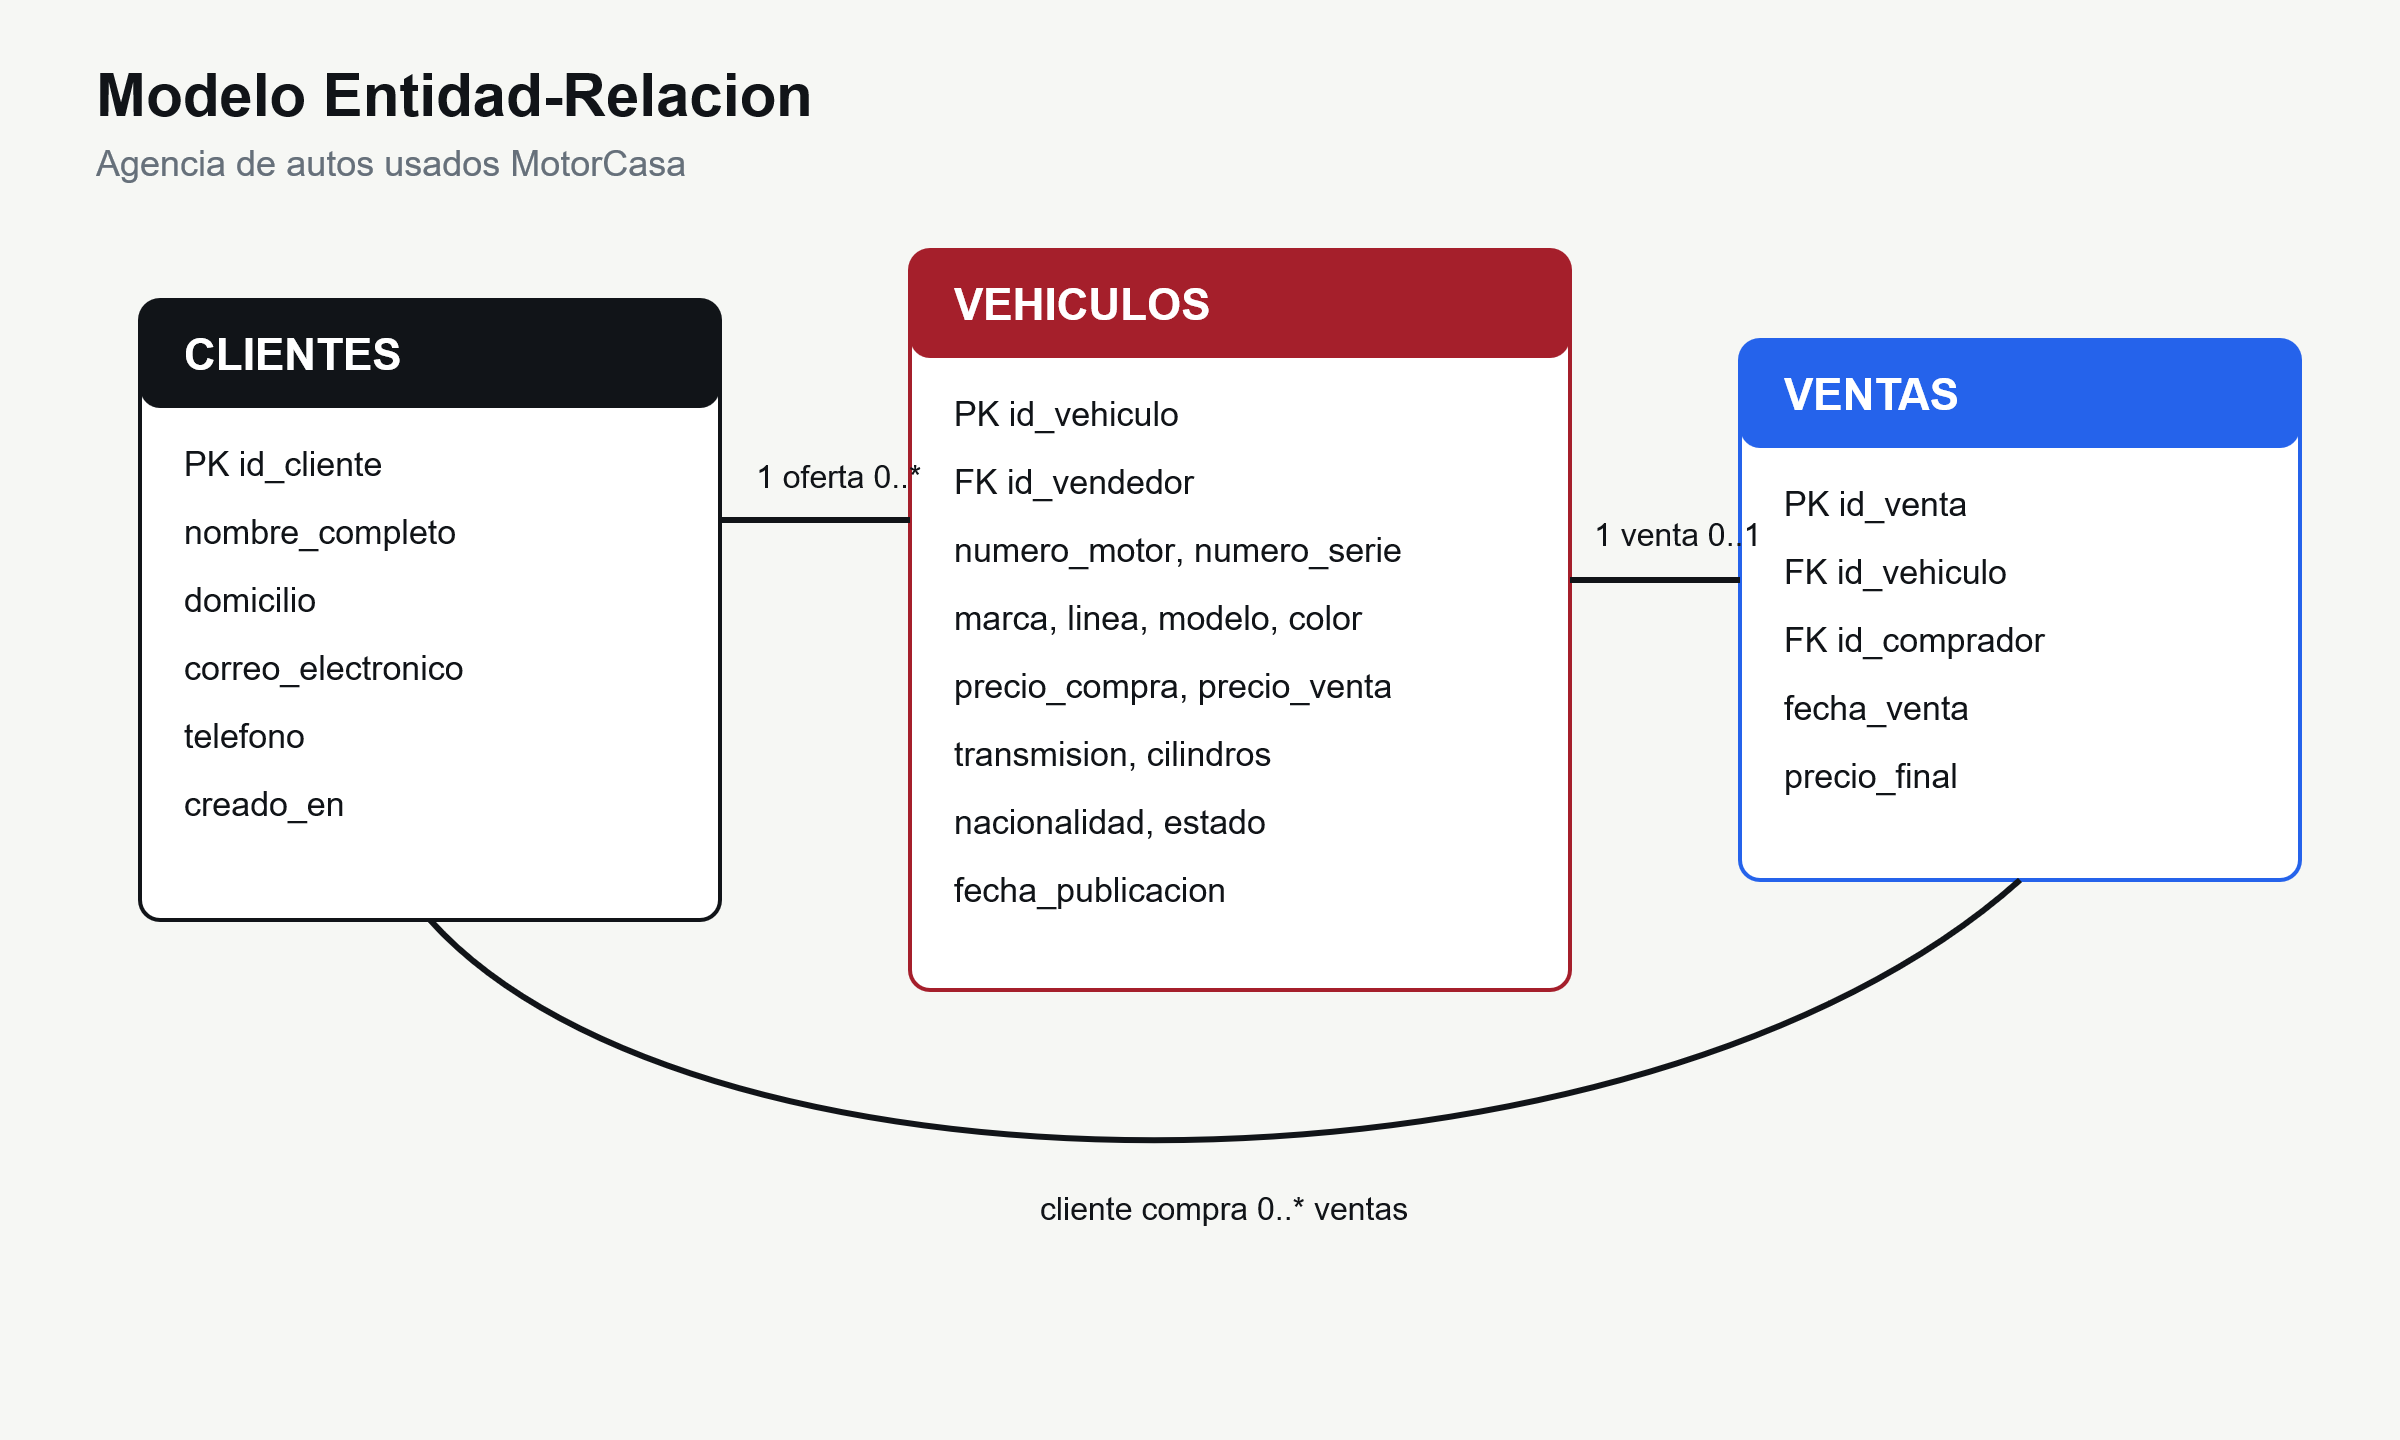 Modelo Entidad-Relacion
Agencia de autos usados MotorCasa
CLIENTES
PK id_cliente
nombre_completo
domicilio
correo_electronico
telefono
creado_en
1 oferta 0..*
VEHICULOS
PK id_vehiculo
FK id_vendedor
numero_motor, numero_serie
marca, linea, modelo, color
precio_compra, precio_venta
transmision, cilindros
nacionalidad, estado
fecha_publicacion
1 venta 0..1
VENTAS
PK id_venta
FK id_vehiculo
FK id_comprador
fecha_venta
precio_final
cliente compra 0..* ventas